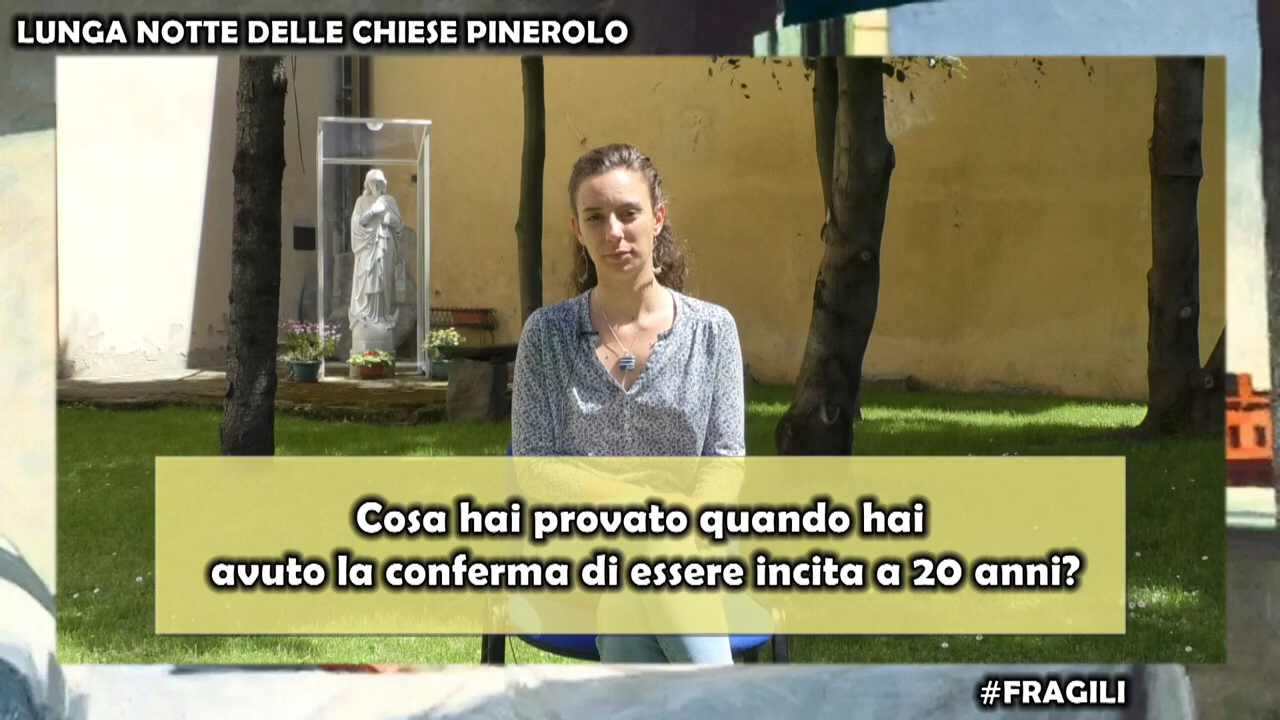 LUNGA NOTTE DELLE CHIESE PINEROLO
Cosa hai provato quando hai
avuto la conferma di essere incita a 20 anni?
#FRAGILI